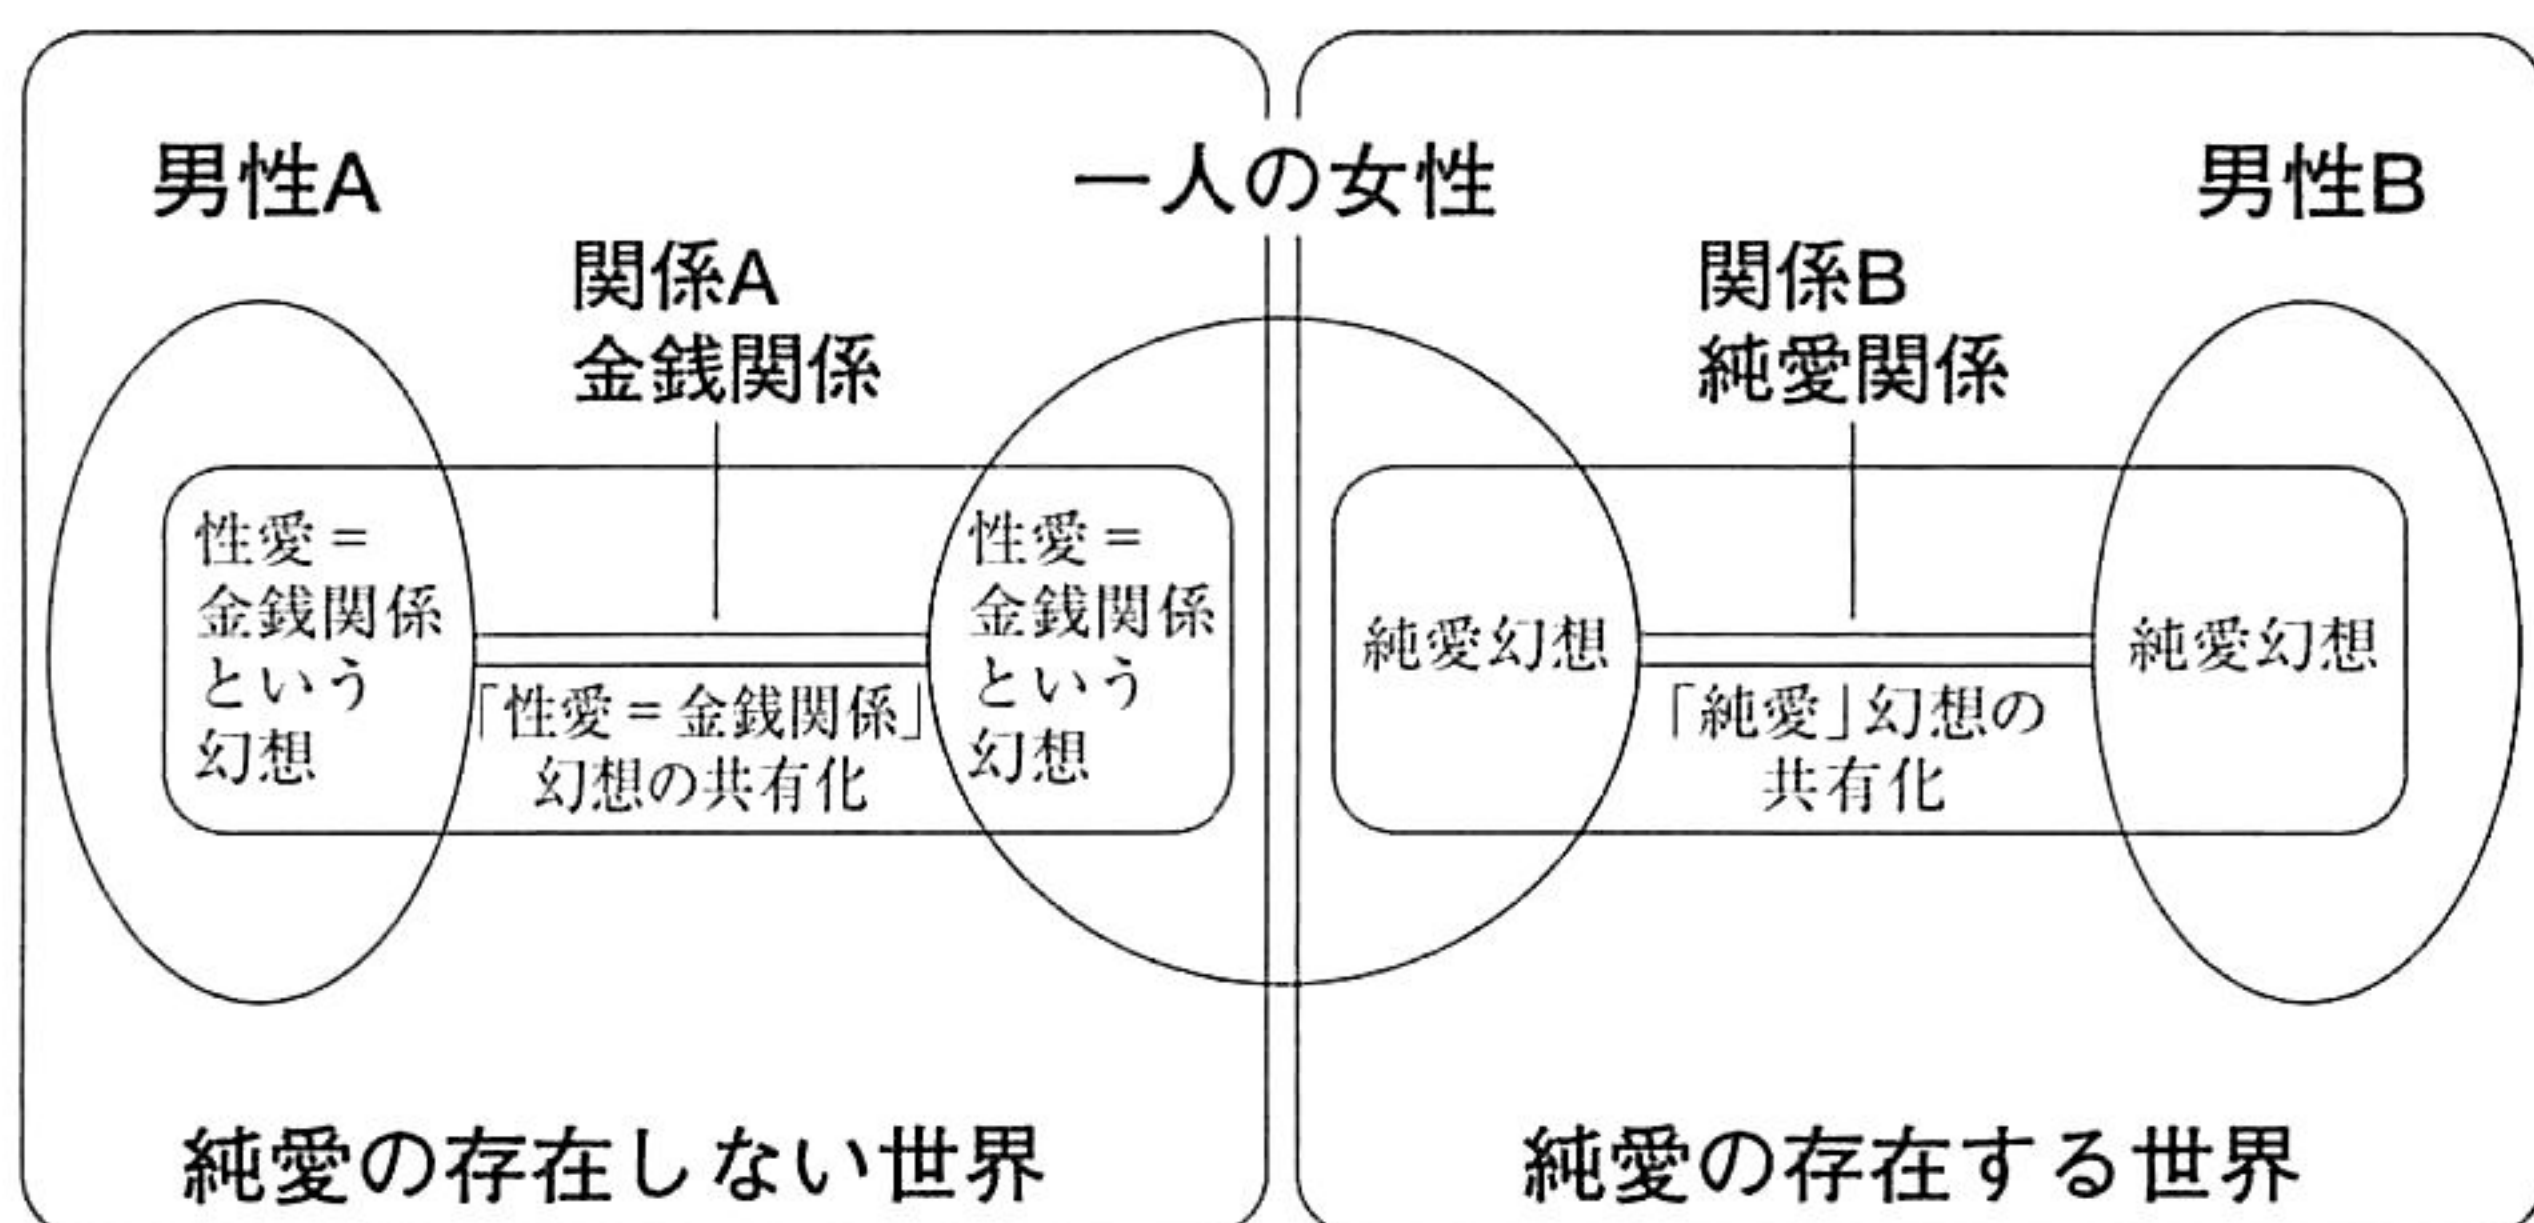 男性A
一人の女性
男性B
関係A
金銭関係
関係B
純愛関係
性愛=
金銭関係
という
幻想
「性愛=金銭関係」
幻想の共有化
性愛=
金銭関係
という
幻想
純愛幻想
「純愛」幻想の
共有化
純愛幻想
純愛の存在しない世界
純愛の存在する世界